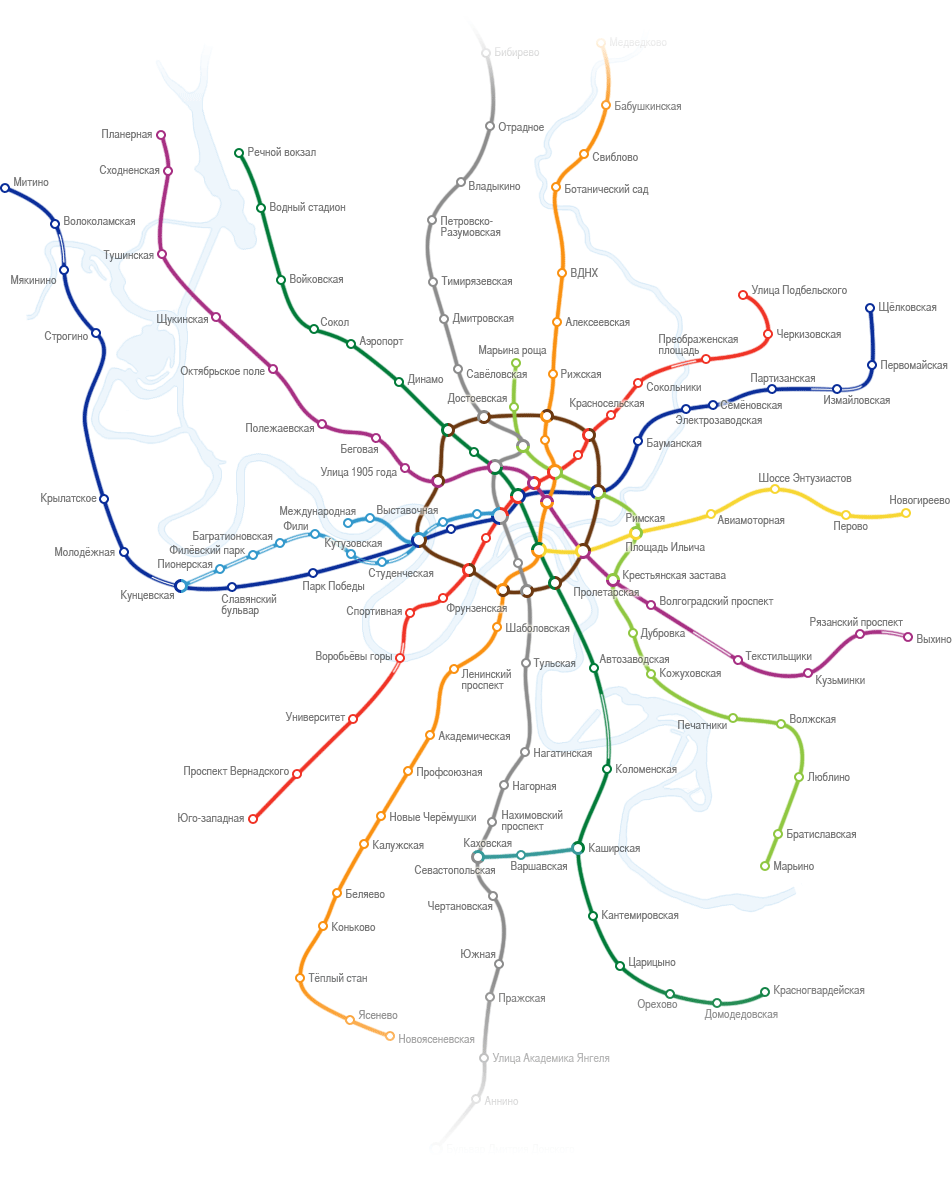 Медведково
Бибирево
Бабушкинская
Отрадное
Планерная
Речной вокзал
Свиблово
Сходненская
Митино
Владыкино
Ботанический сад
Водный стадион
Волоколамская
Петровско-
Разумовская
Тушинская
ВДНХ
Мякинино
Войковская
Тимирязевская
Улица Подбельского
Щёлковская
Щукинская
Сокол
Дмитровская
Алексеевская
Строгино
Аэропорт
Преображенская
площадь
Черкизовская
Марьина роща
Первомайская
Октябрьское поле
Динамо
Савёловская
Рижская
Сокольники
Партизанская
Достоевская
Красносельская
Семёновская
Измайловская
Электрозаводская
Полежаевская
Беговая
Бауманская
Улица 1905 года
Шоссе Энтузиастов
Крылатское
Новогиреево
Международная
Выставочная
Римская
Авиамоторная
Перово
Фили
Багратионовская
Кутузовская
Филёвский парк
Площадь Ильича
Молодёжная
Пионерская
Студенческая
Крестьянская застава
Кунцевская
Славянский
бульвар
Парк Победы
Пролетарская
Волгоградский проспект
Спортивная
Фрунзенская
Рязанский проспект
Шаболовская
Дубровка
Выхино
Воробьёвы горы
Тульская
Автозаводская
Текстильщики
Ленинский
проспект
Кожуховская
Кузьминки
Университет
Печатники
Волжская
Академическая
Нагатинская
Проспект Вернадского
Профсоюзная
Коломенская
Люблино
Нагорная
Юго-западная
Новые Черёмушки
Нахимовский
проспект
Калужская
Каховская
Каширская
Братиславская
Севастопольская
Варшавская
Марьино
Беляево
Чертановская
Кантемировская
Коньково
Южная
Царицыно
Тёплый стан
Пражская
Орехово
Красногвардейская
Домодедовская
Ясенево
Новоясеневская
Улица Академика Янгеля
Аннино